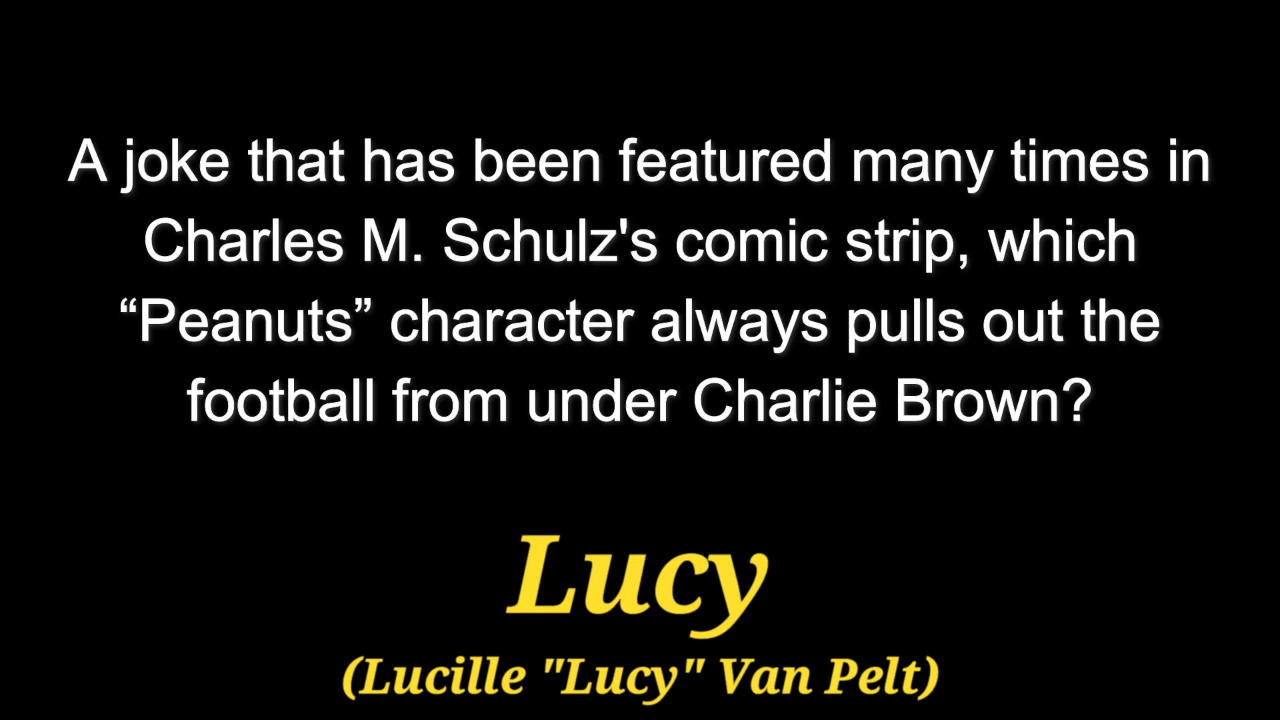 A joke that has been featured many times in
Charles M. Schulz's comic strip, which
“Peanuts” character always pulls out the
football from under Charlie Brown?
Lucy
(Lucille "Lucy" Van Pelt)